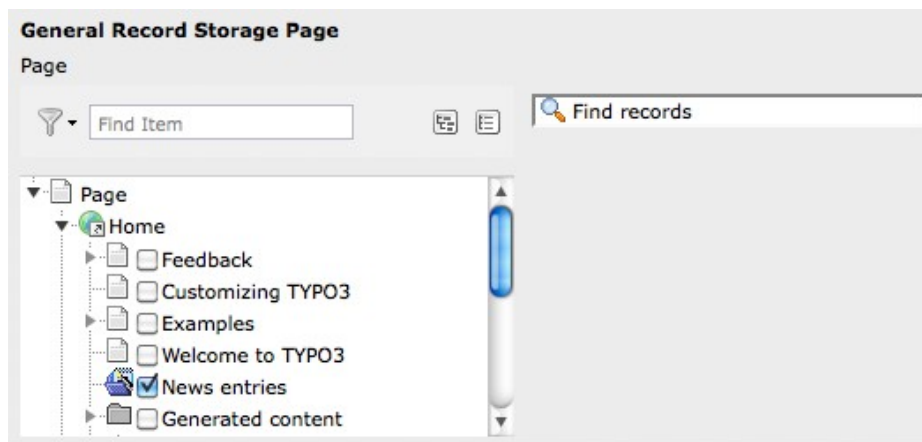 General Record Storage Page
Page
Find Item
Find records
Page
Home
Feedback
Customizing TYPO3
Examples
Welcome to TYPO3
News entries
Generated content